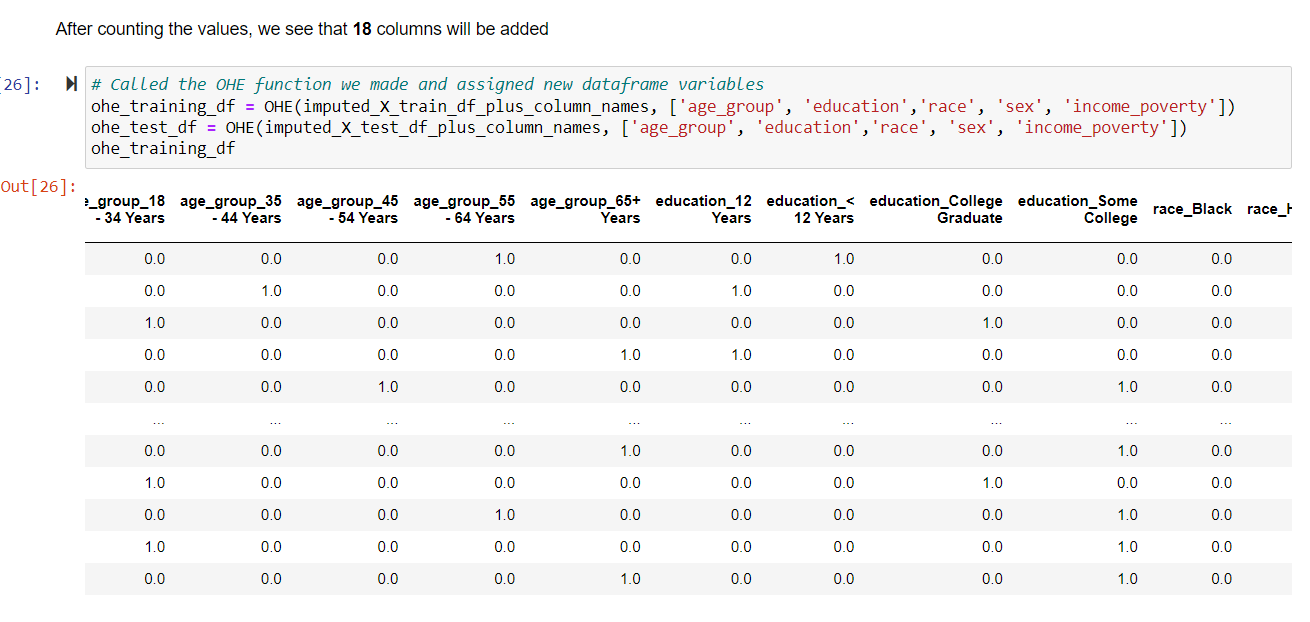 After counting the values, we see that 18 columns will be added
[26]: # Called the OHE function we made and assigned new dataframe variables
ohe_training_df = OHE(imputed_X_train_df_plus_column_names, ['age_group', 'education','race', 'sex', 'income_poverty'])
ohe_test_df = OHE(imputed_X_test_df_plus_column_names, ['age_group', 'education','race', 'sex', 'income_poverty'])
ohe_training_df
Out[26]:
e_group_18 age_group_35 age_group_45 age_group_55 age_group_65+ education_12 education_< education_College education_Some race_Black race_H
- 34 Years - 44 Years - 54 Years - 64 Years Years Years 12 Years Graduate College
0.0 0.0 0.0 1.0 0.0 0.0 1.0 0.0 0.0 0.0
0.0 1.0 0.0 0.0 0.0 1.0 0.0 0.0 0.0 0.0
1.0 0.0 0.0 0.0 0.0 0.0 0.0 1.0 0.0 0.0
0.0 0.0 0.0 0.0 1.0 1.0 0.0 0.0 0.0 0.0
0.0 0.0 1.0 0.0 0.0 0.0 0.0 0.0 1.0 0.0
... ... ... ... ... ... ... ... ... ...
0.0 0.0 0.0 0.0 1.0 0.0 0.0 0.0 1.0 0.0
1.0 0.0 0.0 0.0 0.0 0.0 0.0 1.0 0.0 0.0
0.0 0.0 0.0 1.0 0.0 0.0 0.0 0.0 1.0 0.0
1.0 0.0 0.0 0.0 0.0 0.0 0.0 0.0 1.0 0.0
0.0 0.0 0.0 0.0 1.0 0.0 0.0 0.0 1.0 0.0